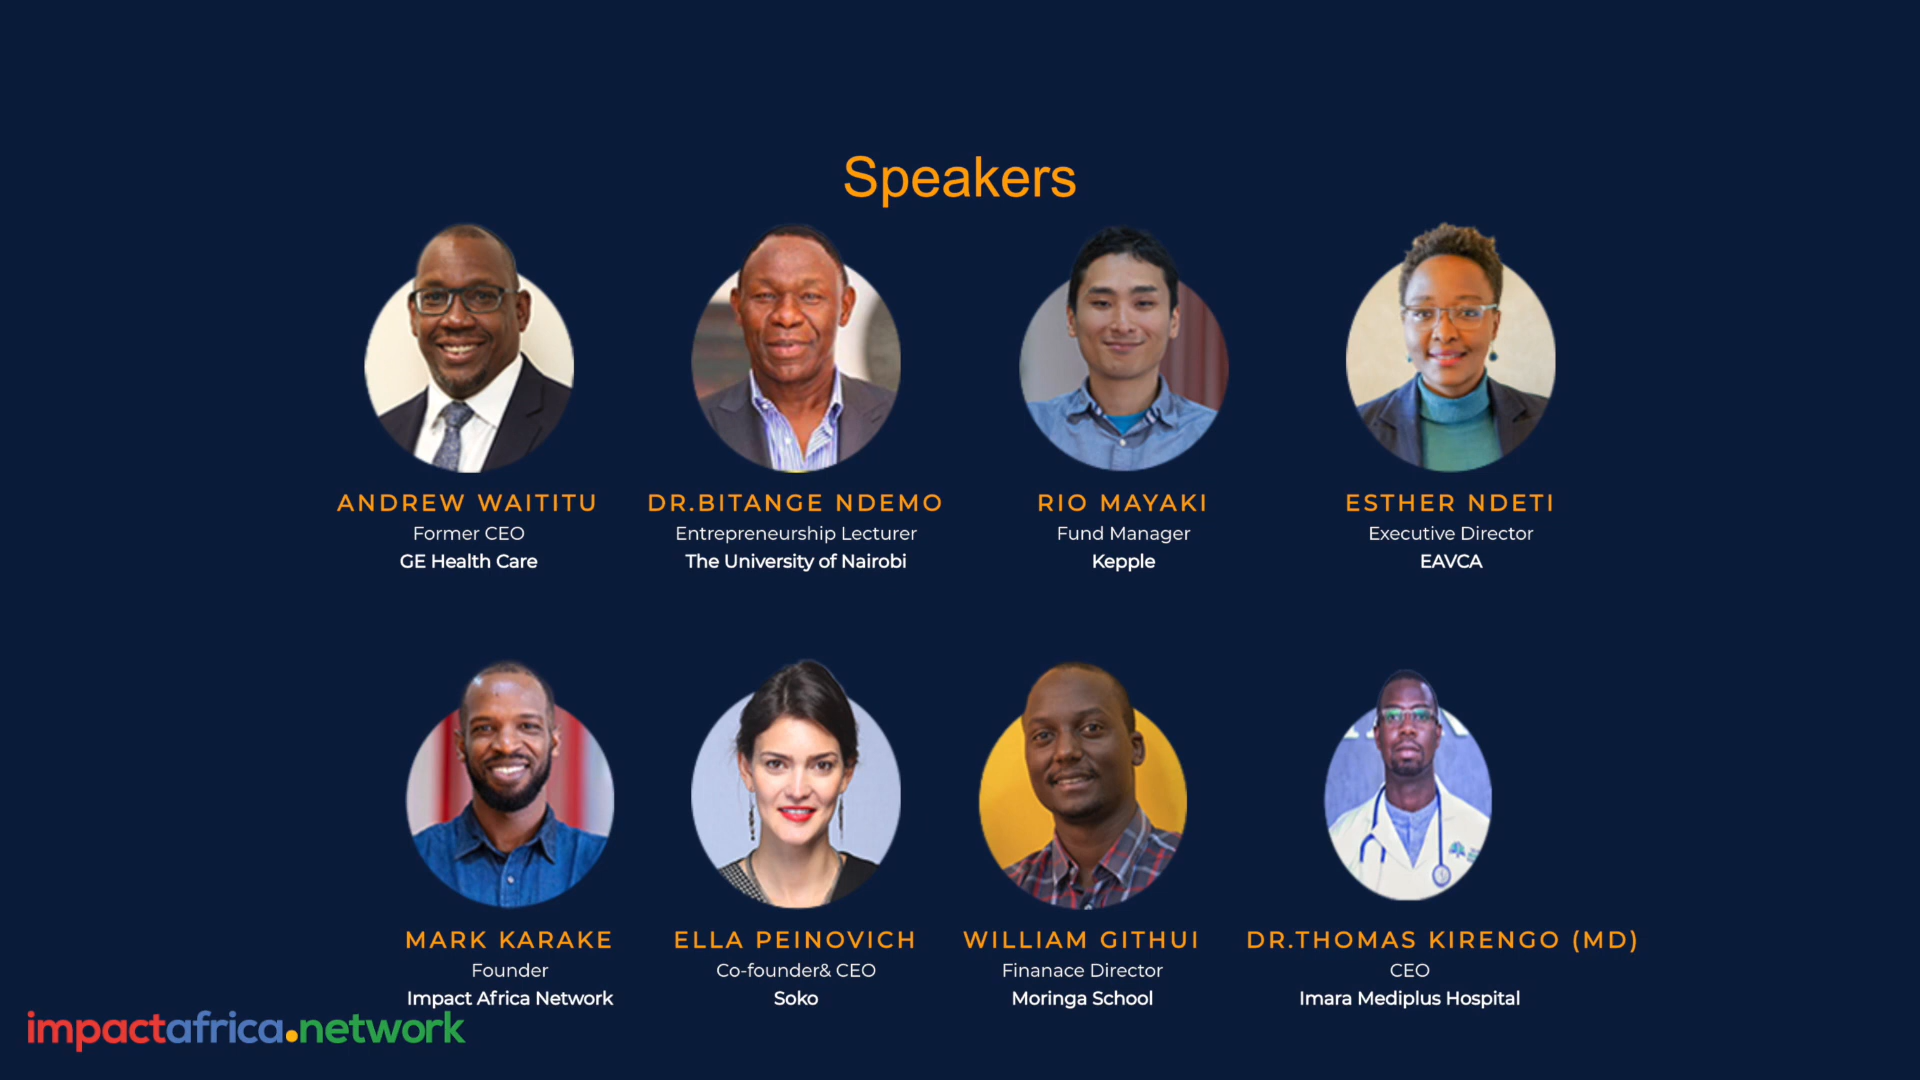 Speakers
ANDREW WAITITU
Former CEO
GE Health Care
DR.BITANGE NDEMO
Entrepreneurship Lecturer
The University of Nairobi
RIO MAYAKI
Fund Manager
Kepple
ESTHER NDETI
Executive Director
EAVCA
MARK KARAKE
Founder
Impact Africa Network
ELLA PEINOVICH
Co-founder& CEO
Soko
WILLIAM GITHUI
Finanace Director
Moringa School
DR.THOMAS KIRENGO (MD)
CEO
Imara Mediplus Hospital
impactafrica.network